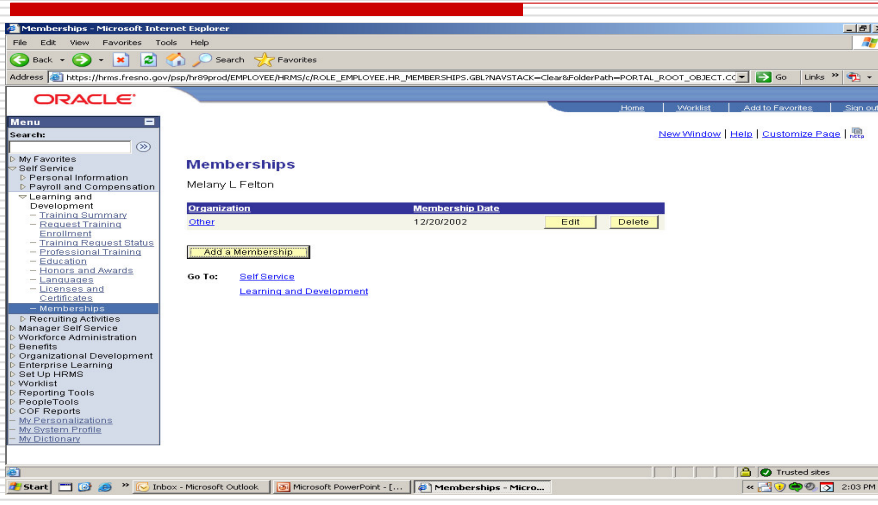 Memberships - Microsoft Internet Explorer
File Edit View Favorites Tools Help
Back Search Favorites
Address https://hrms.fresno.gov/psp/hr89prod/EMPLOYEE/HRMS/c/ROLE_EMPLOYEE.HR_MEMBERSHIPS.GBL?NAVSTACK=Clear&FolderPath=PORTAL_ROOT_OBJECT.CC Go Links »
ORACLE
Home Worklist Add to Favorites Sign out
Menu
Search:
My Favorites
Self Service
Personal Information
Payroll and Compensation
Learning and
Development
– Training Summary
– Request Training
Enrollment
– Training Request Status
– Professional Training
– Education
– Honors and Awards
– Languages
– Licenses and
Certificates
– Memberships
Recruiting Activities
Manager Self Service
Workforce Administration
Benefits
Organizational Development
Enterprise Learning
Set Up HRMS
Worklist
Reporting Tools
PeopleTools
COF Reports
– My Personalizations
– My System Profile
– My Dictionary
New Window | Help | Customize Page | http
Memberships
Melany L Felton
Organization Membership Date
Other 12/20/2002 Edit Delete
Add a Membership
Go To: Self Service
Learning and Development
Trusted sites
Start » Inbox - Microsoft Outlook Microsoft PowerPoint - [... Memberships - Micro... « 2:03 PM